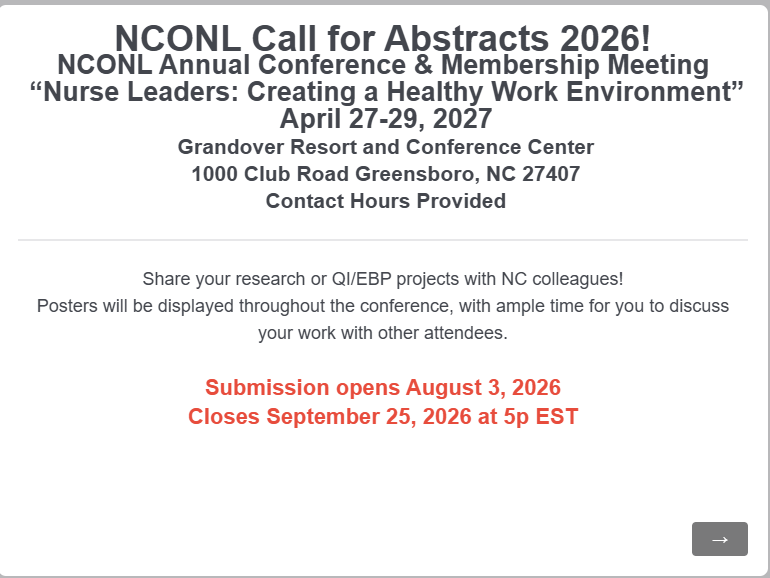 NCONL Call for Abstracts 2026!
NCONL Annual Conference & Membership Meeting
“Nurse Leaders: Creating a Healthy Work Environment”
April 27-29, 2027
Grandover Resort and Conference Center
1000 Club Road Greensboro, NC 27407
Contact Hours Provided
Share your research or QI/EBP projects with NC colleagues!
Posters will be displayed throughout the conference, with ample time for you to discuss
your work with other attendees.
Submission opens August 3, 2026
Closes September 25, 2026 at 5p EST
→